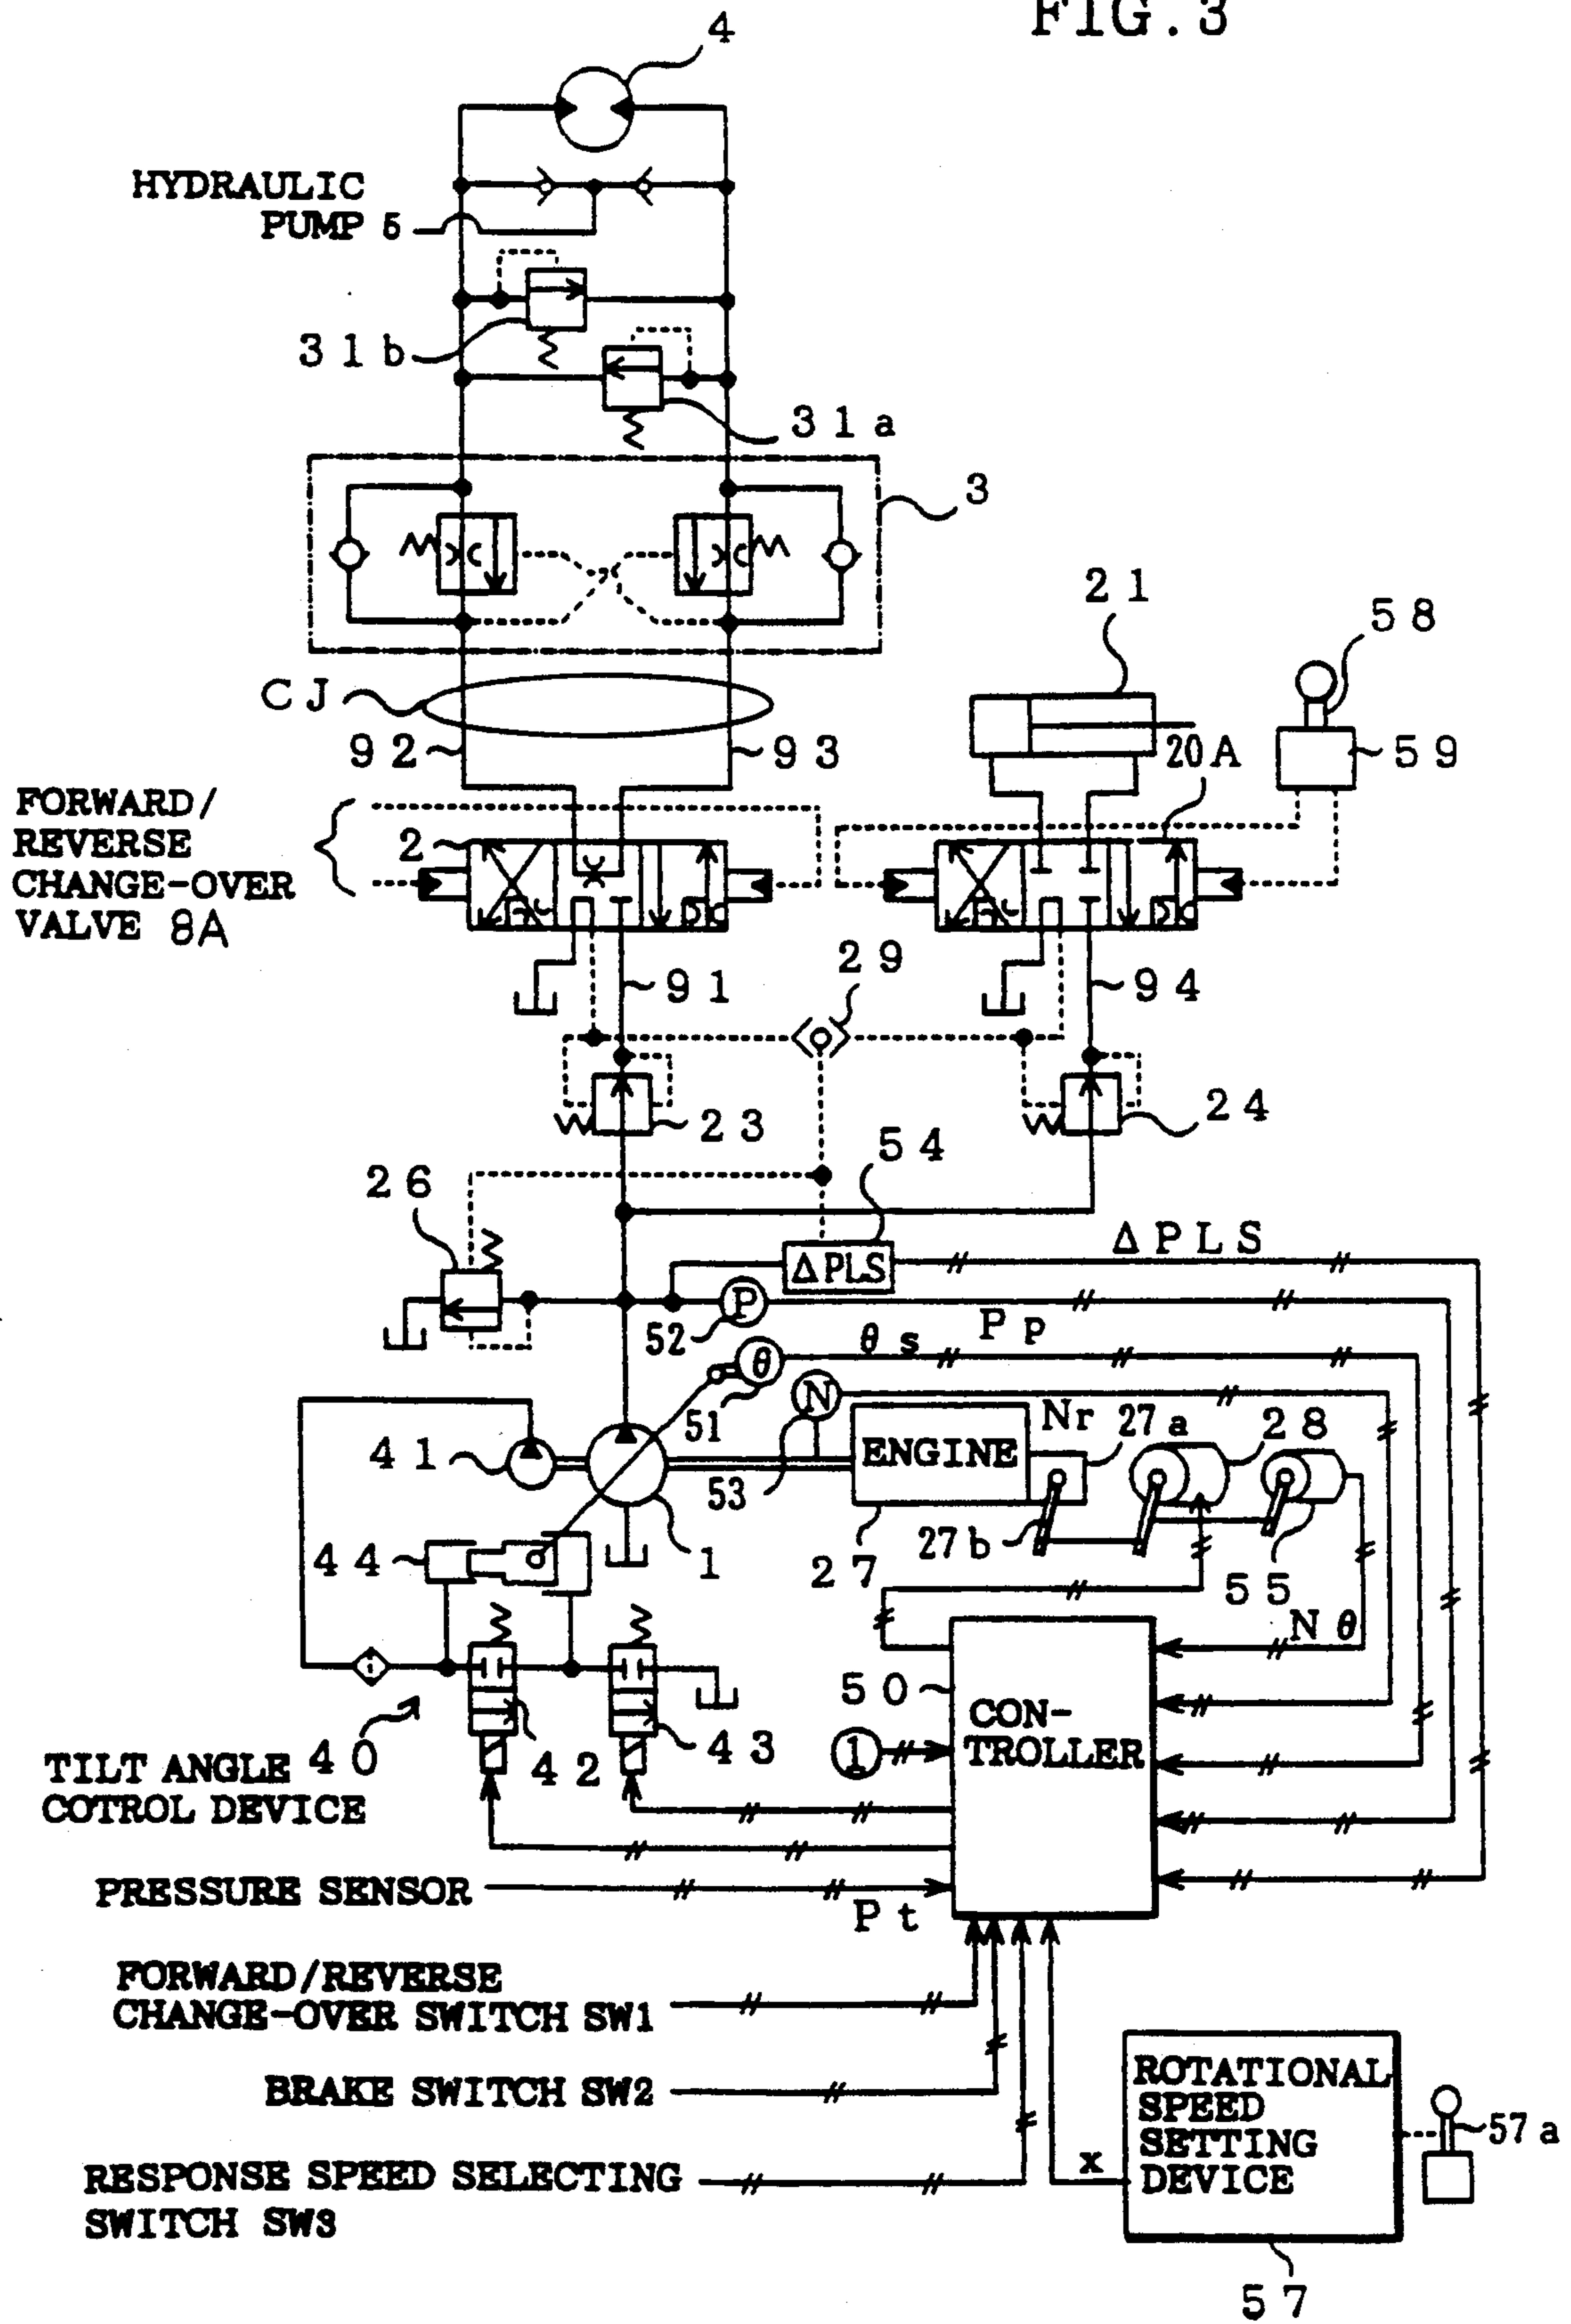 FIG.3
4
HYDRAULIC
PUMP 5
31b
31a
3
21
58
CJ
92
93
20A
59
FORWARD/
REVERSE
CHANGE-OVER
VALVE 8A
2
29
91
94
23
24
54
26
ΔPLS
ΔPLS
P
52
Pp
θs
θ
51
N
Nr
27a
28
41
ENGINE
53
27b
44
1
27
55
Nθ
50
CON-
TROLLER
1
TILT ANGLE
COTROL DEVICE
40
42
43
PRESSURE SENSOR
Pt
FORWARD/REVERSE
CHANGE-OVER SWITCH SW1
BRAKE SWITCH SW2
ROTATIONAL
SPEED
SETTING
DEVICE
57a
RESPONSE SPEED SELECTING
SWITCH SW3
x
57